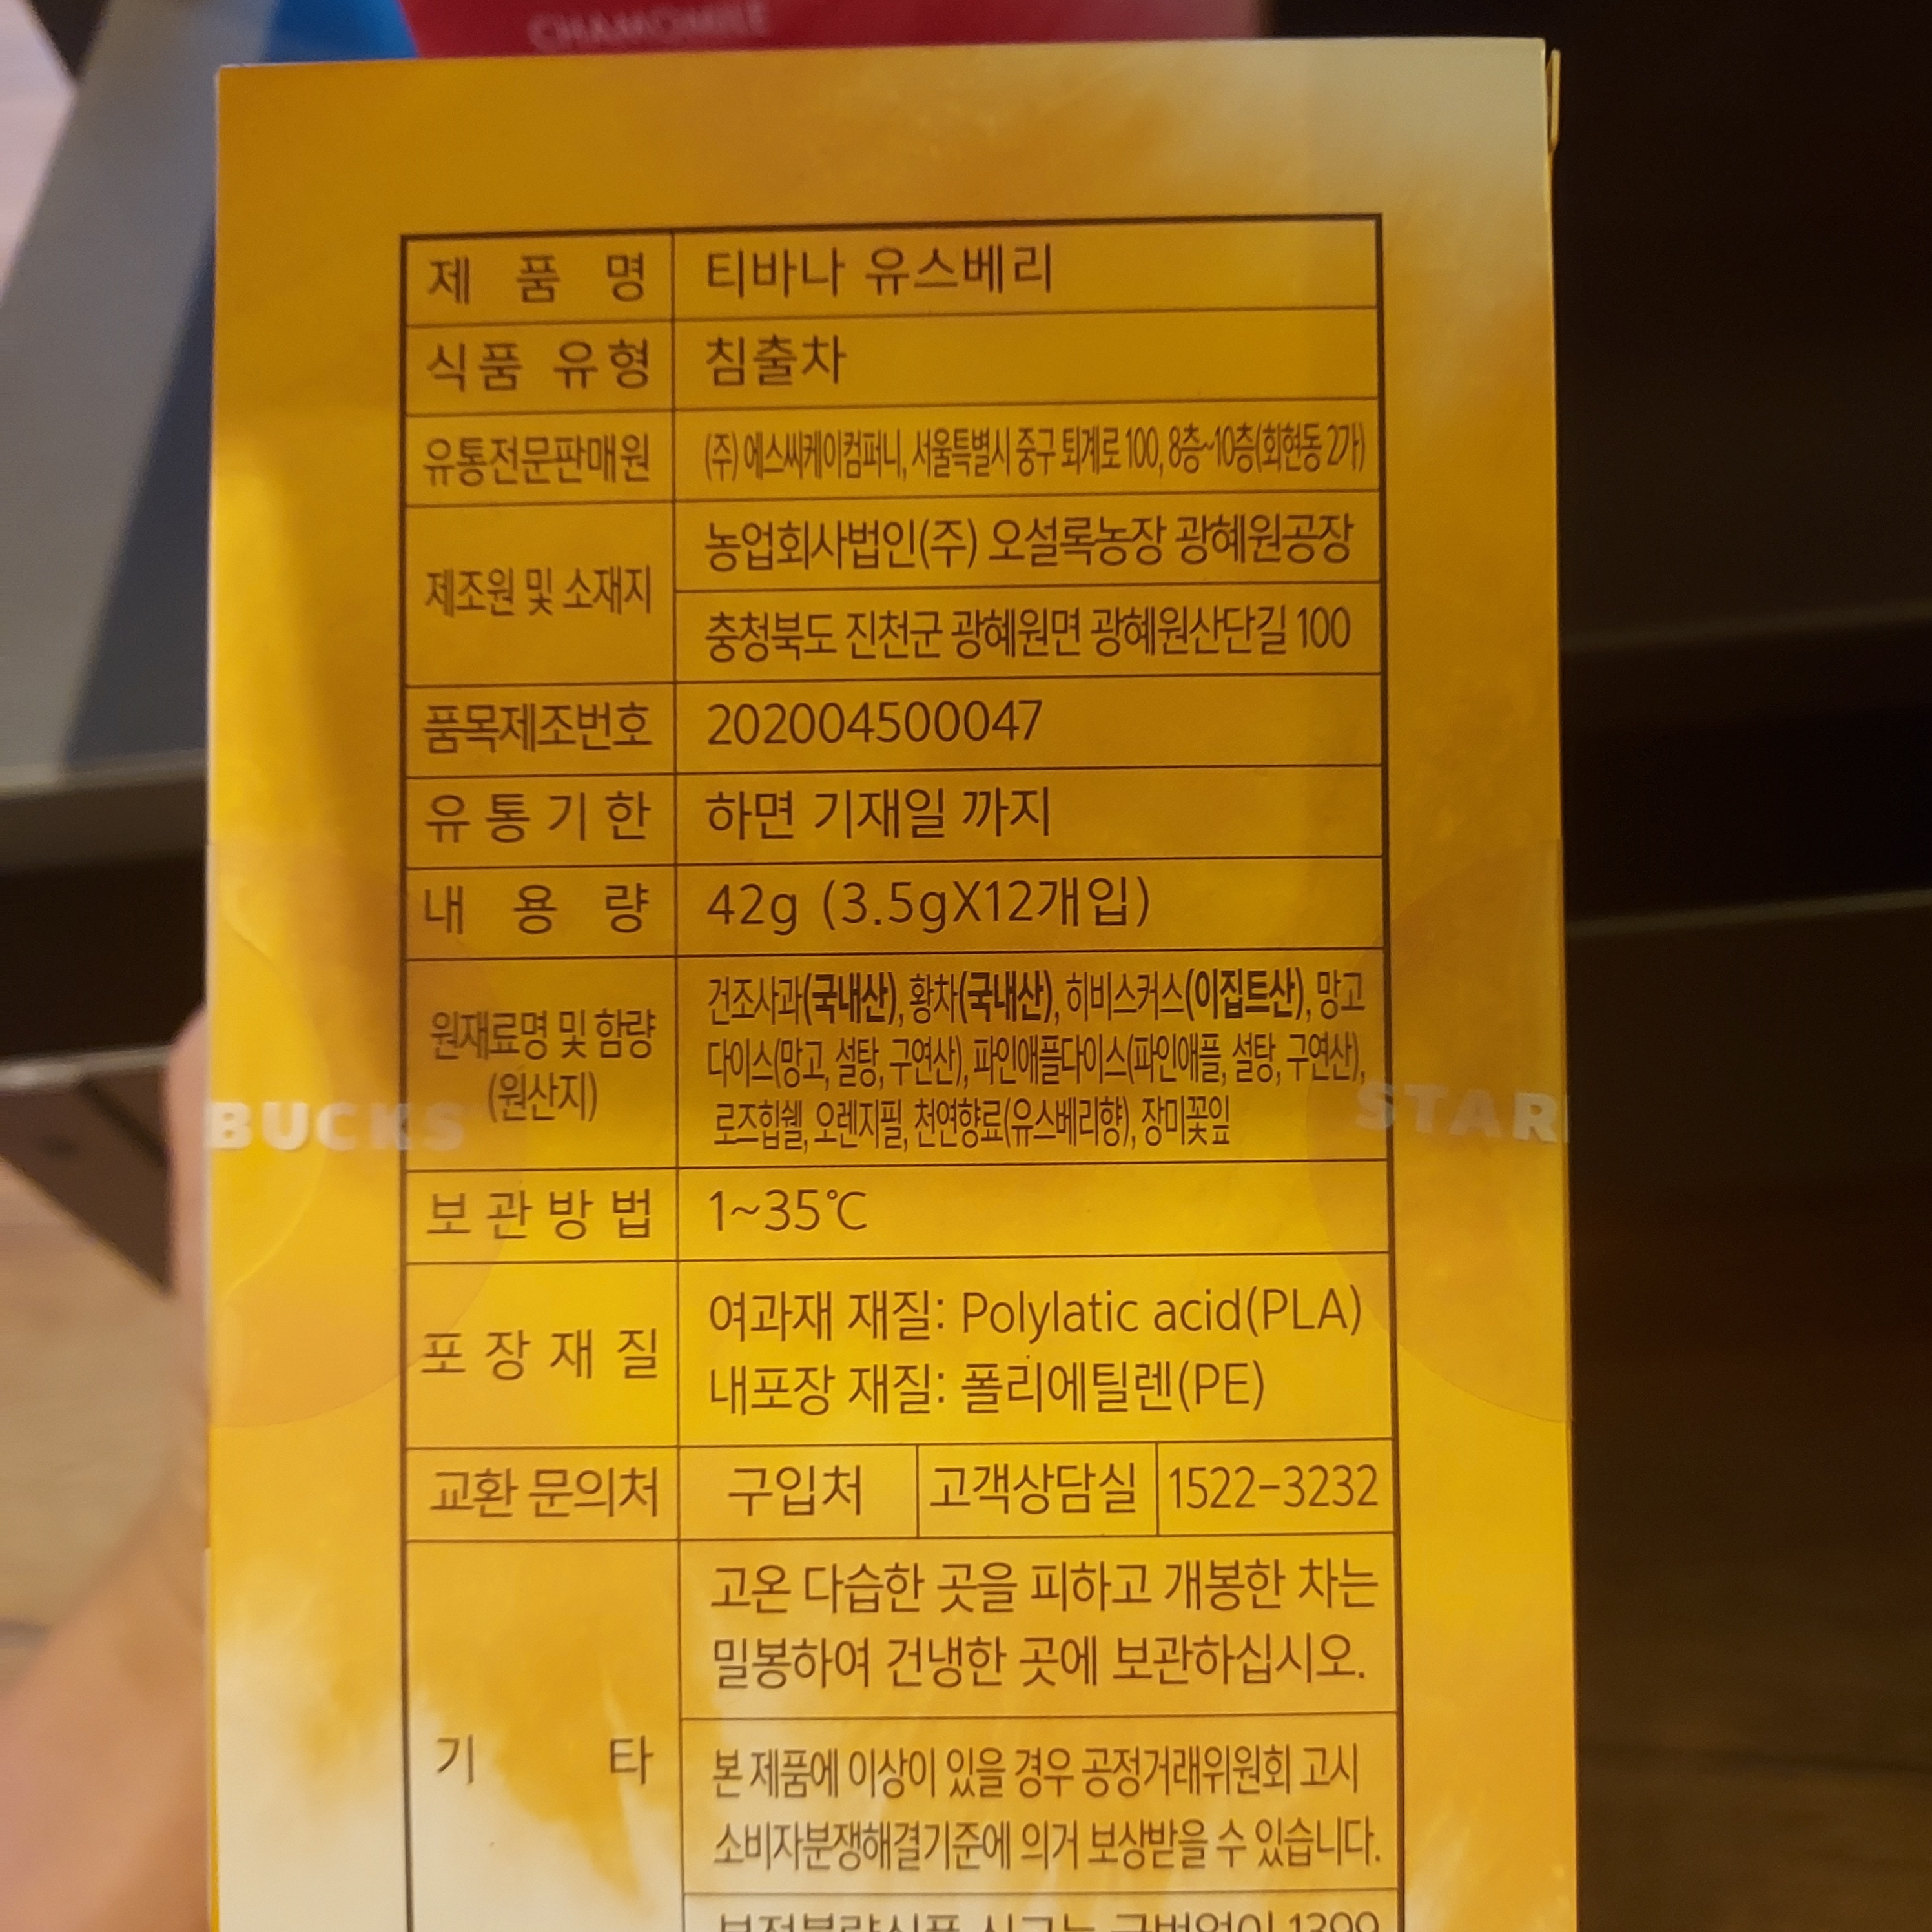 CHAMOMILE
제품명 티바나 유스베리
식품 유형 침출차
유통전문판매원 (주)에스씨케이컴퍼니, 서울특별시 중구 퇴계로 100, 8층~10층(회현동 2가)
제조원 및 소재지
농업회사법인(주) 오설록농장 광혜원공장
충청북도 진천군 광혜원면 광혜원산단길 100
품목제조번호 202004500047
유통기한 하면 기재일 까지
내용량 42g (3.5gX12개입)
원재료명 및 함량
(원산지)
건조사과(국내산), 황차(국내산), 히비스커스(이집트산), 망고
다이스(망고, 설탕, 구연산), 파인애플다이스(파인애플, 설탕, 구연산),
로즈힙쉘, 오렌지필, 천연향료(유스베리향), 장미꽃잎
BUCKS
STAR
보관방법 1~35℃
포장재질
여과재 재질: Polylatic acid(PLA)
내포장 재질: 폴리에틸렌(PE)
교환 문의처 구입처 고객상담실 1522-3232
기타
고온 다습한 곳을 피하고 개봉한 차는
밀봉하여 건냉한 곳에 보관하십시오.
본 제품에 이상이 있을 경우 공정거래위원회 고시
소비자분쟁해결기준에 의거 보상받을 수 있습니다.
부정불량식품 신고는 국번없이 1399